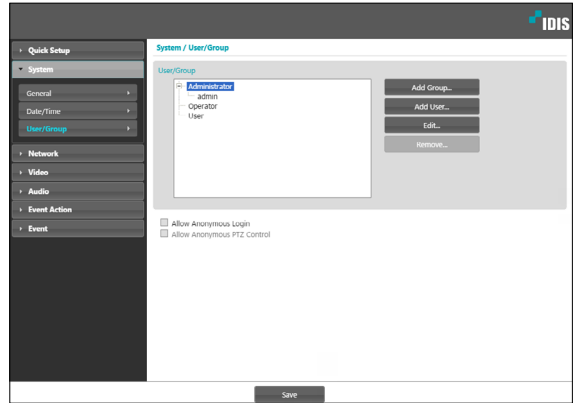 IDIS
Quick Setup
System
General
Date/Time
User/Group
Network
Video
Audio
Event Action
Event
System / User/Group
User/Group
Administrator
admin
Operator
User
Add Group...
Add User...
Edit...
Remove...
Allow Anonymous Login
Allow Anonymous PTZ Control
Save